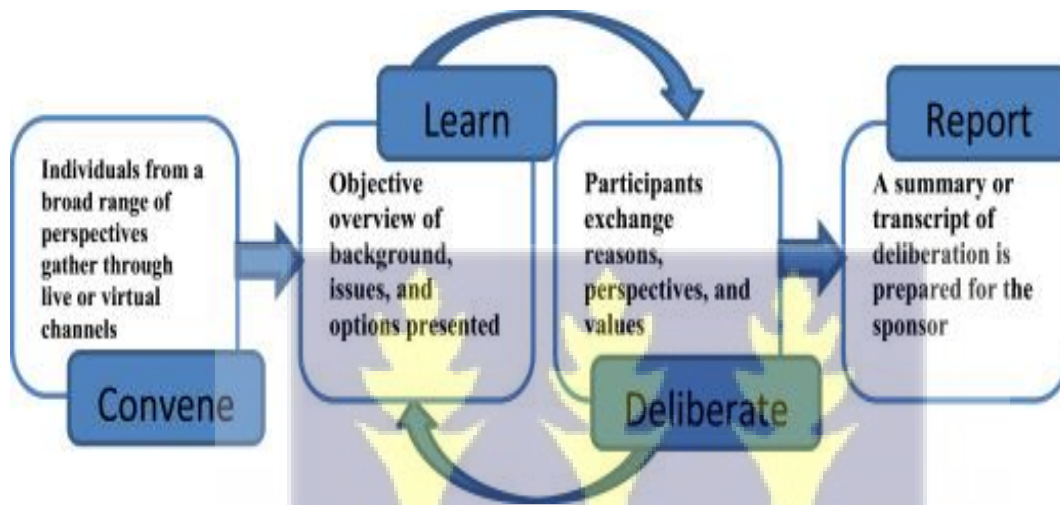 Individuals from a
broad range of
perspectives
gather through
live or virtual
channels
Convene
Learn
Objective
overview of
background,
issues, and
options presented
Participants
exchange
reasons,
perspectives, and
values
Deliberate
Report
A summary or
transcript of
deliberation is
prepared for the
sponsor